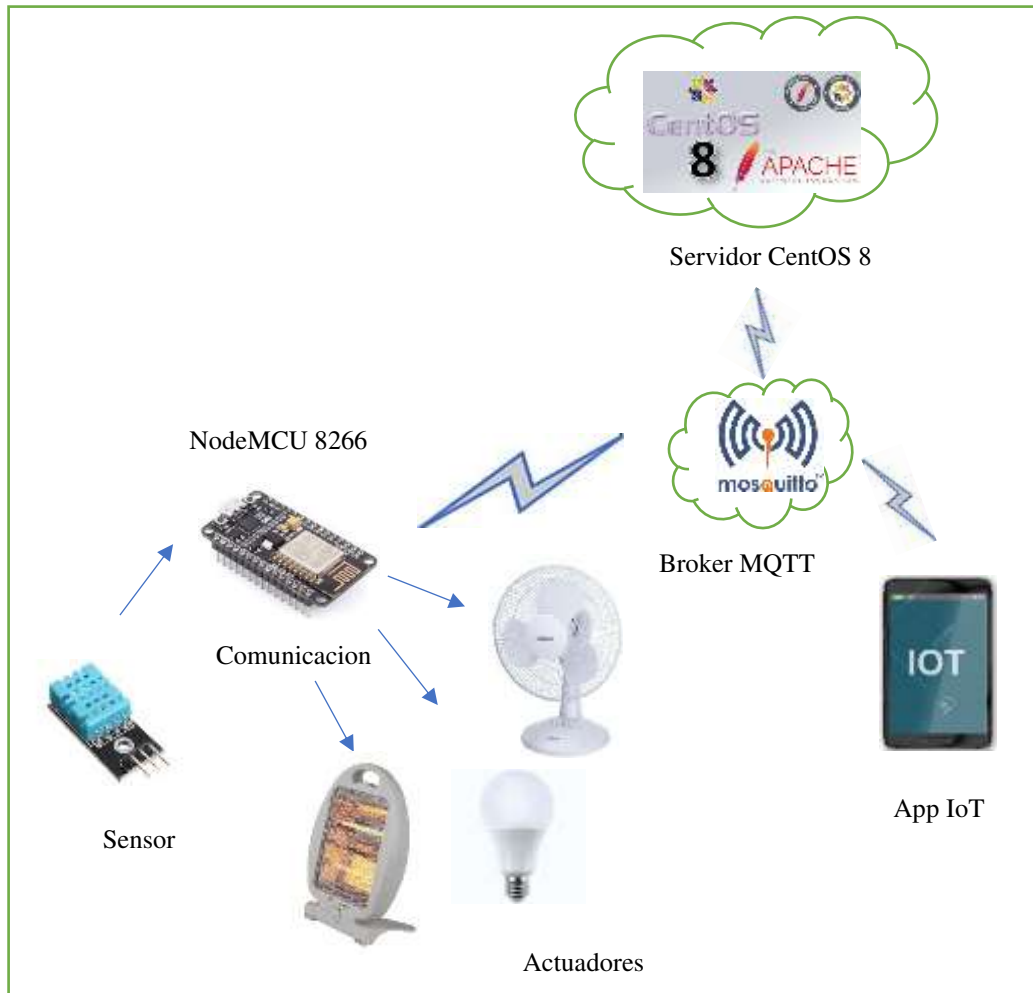 CentOS
8
APACHE
Servidor CentOS 8
mosquitto
NodeMCU 8266
Broker MQTT
Comunicacion
IOT
App IoT
Sensor
Actuadores